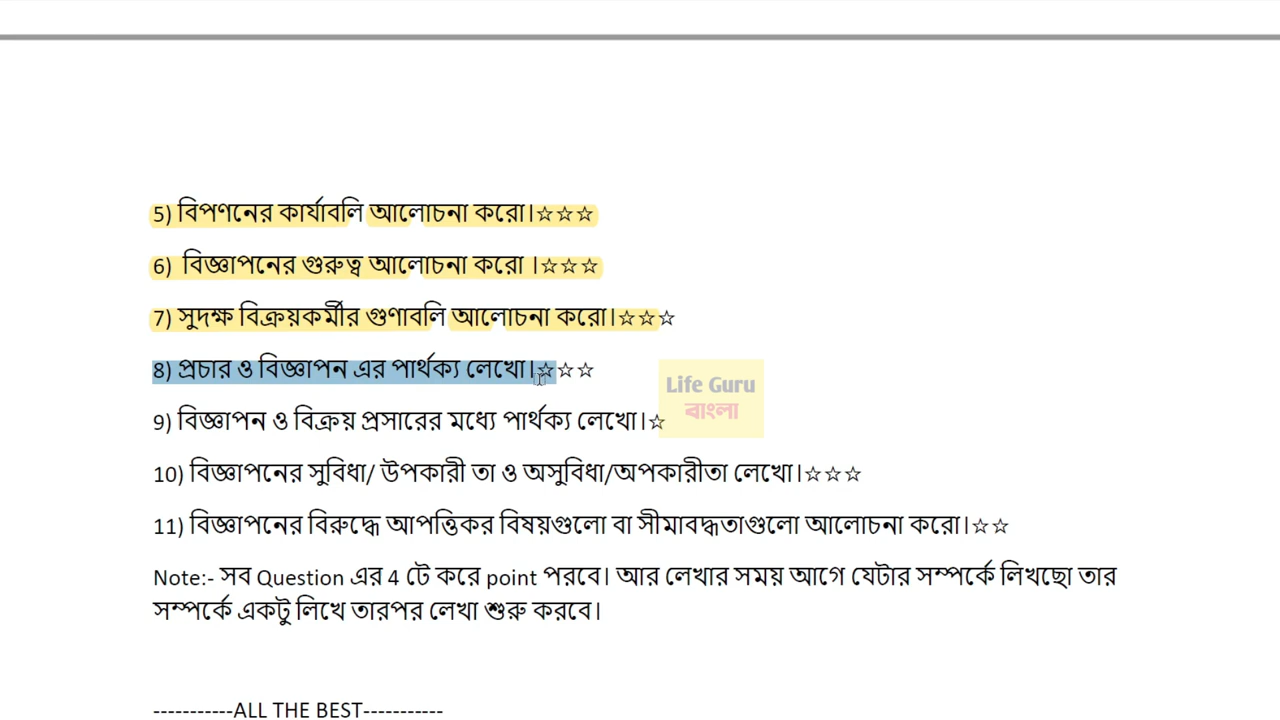 5) বিপণনের কার্যাবলি আলোচনা করো।☆☆☆
6) বিজ্ঞাপনের গুরুত্ব আলোচনা করো ।☆☆☆
7) সুদক্ষ বিক্রয়কর্মীর গুণাবলি আলোচনা করো।☆☆☆
8) প্রচার ও বিজ্ঞাপন এর পার্থক্য লেখো।☆☆☆
Life Guru
বাংলা
9) বিজ্ঞাপন ও বিক্রয় প্রসারের মধ্যে পার্থক্য লেখো।☆
10) বিজ্ঞাপনের সুবিধা/ উপকারী তা ও অসুবিধা/অপকারীতা লেখো।☆☆☆
11) বিজ্ঞাপনের বিরুদ্ধে আপত্তিকর বিষয়গুলো বা সীমাবদ্ধতাগুলো আলোচনা করো।☆☆
Note:- সব Question এর 4 টে করে point পরবে। আর লেখার সময় আগে যেটার সম্পর্কে লিখছো তার
সম্পর্কে একটু লিখে তারপর লেখা শুরু করবে।
-----------ALL THE BEST-----------